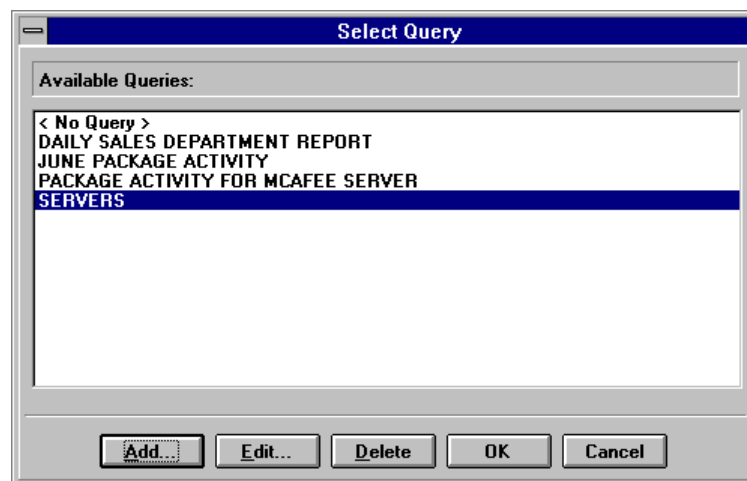 Select Query
Available Queries:
< No Query >
DAILY SALES DEPARTMENT REPORT
JUNE PACKAGE ACTIVITY
PACKAGE ACTIVITY FOR MCAFEE SERVER
SERVERS
Add... Edit... Delete OK Cancel